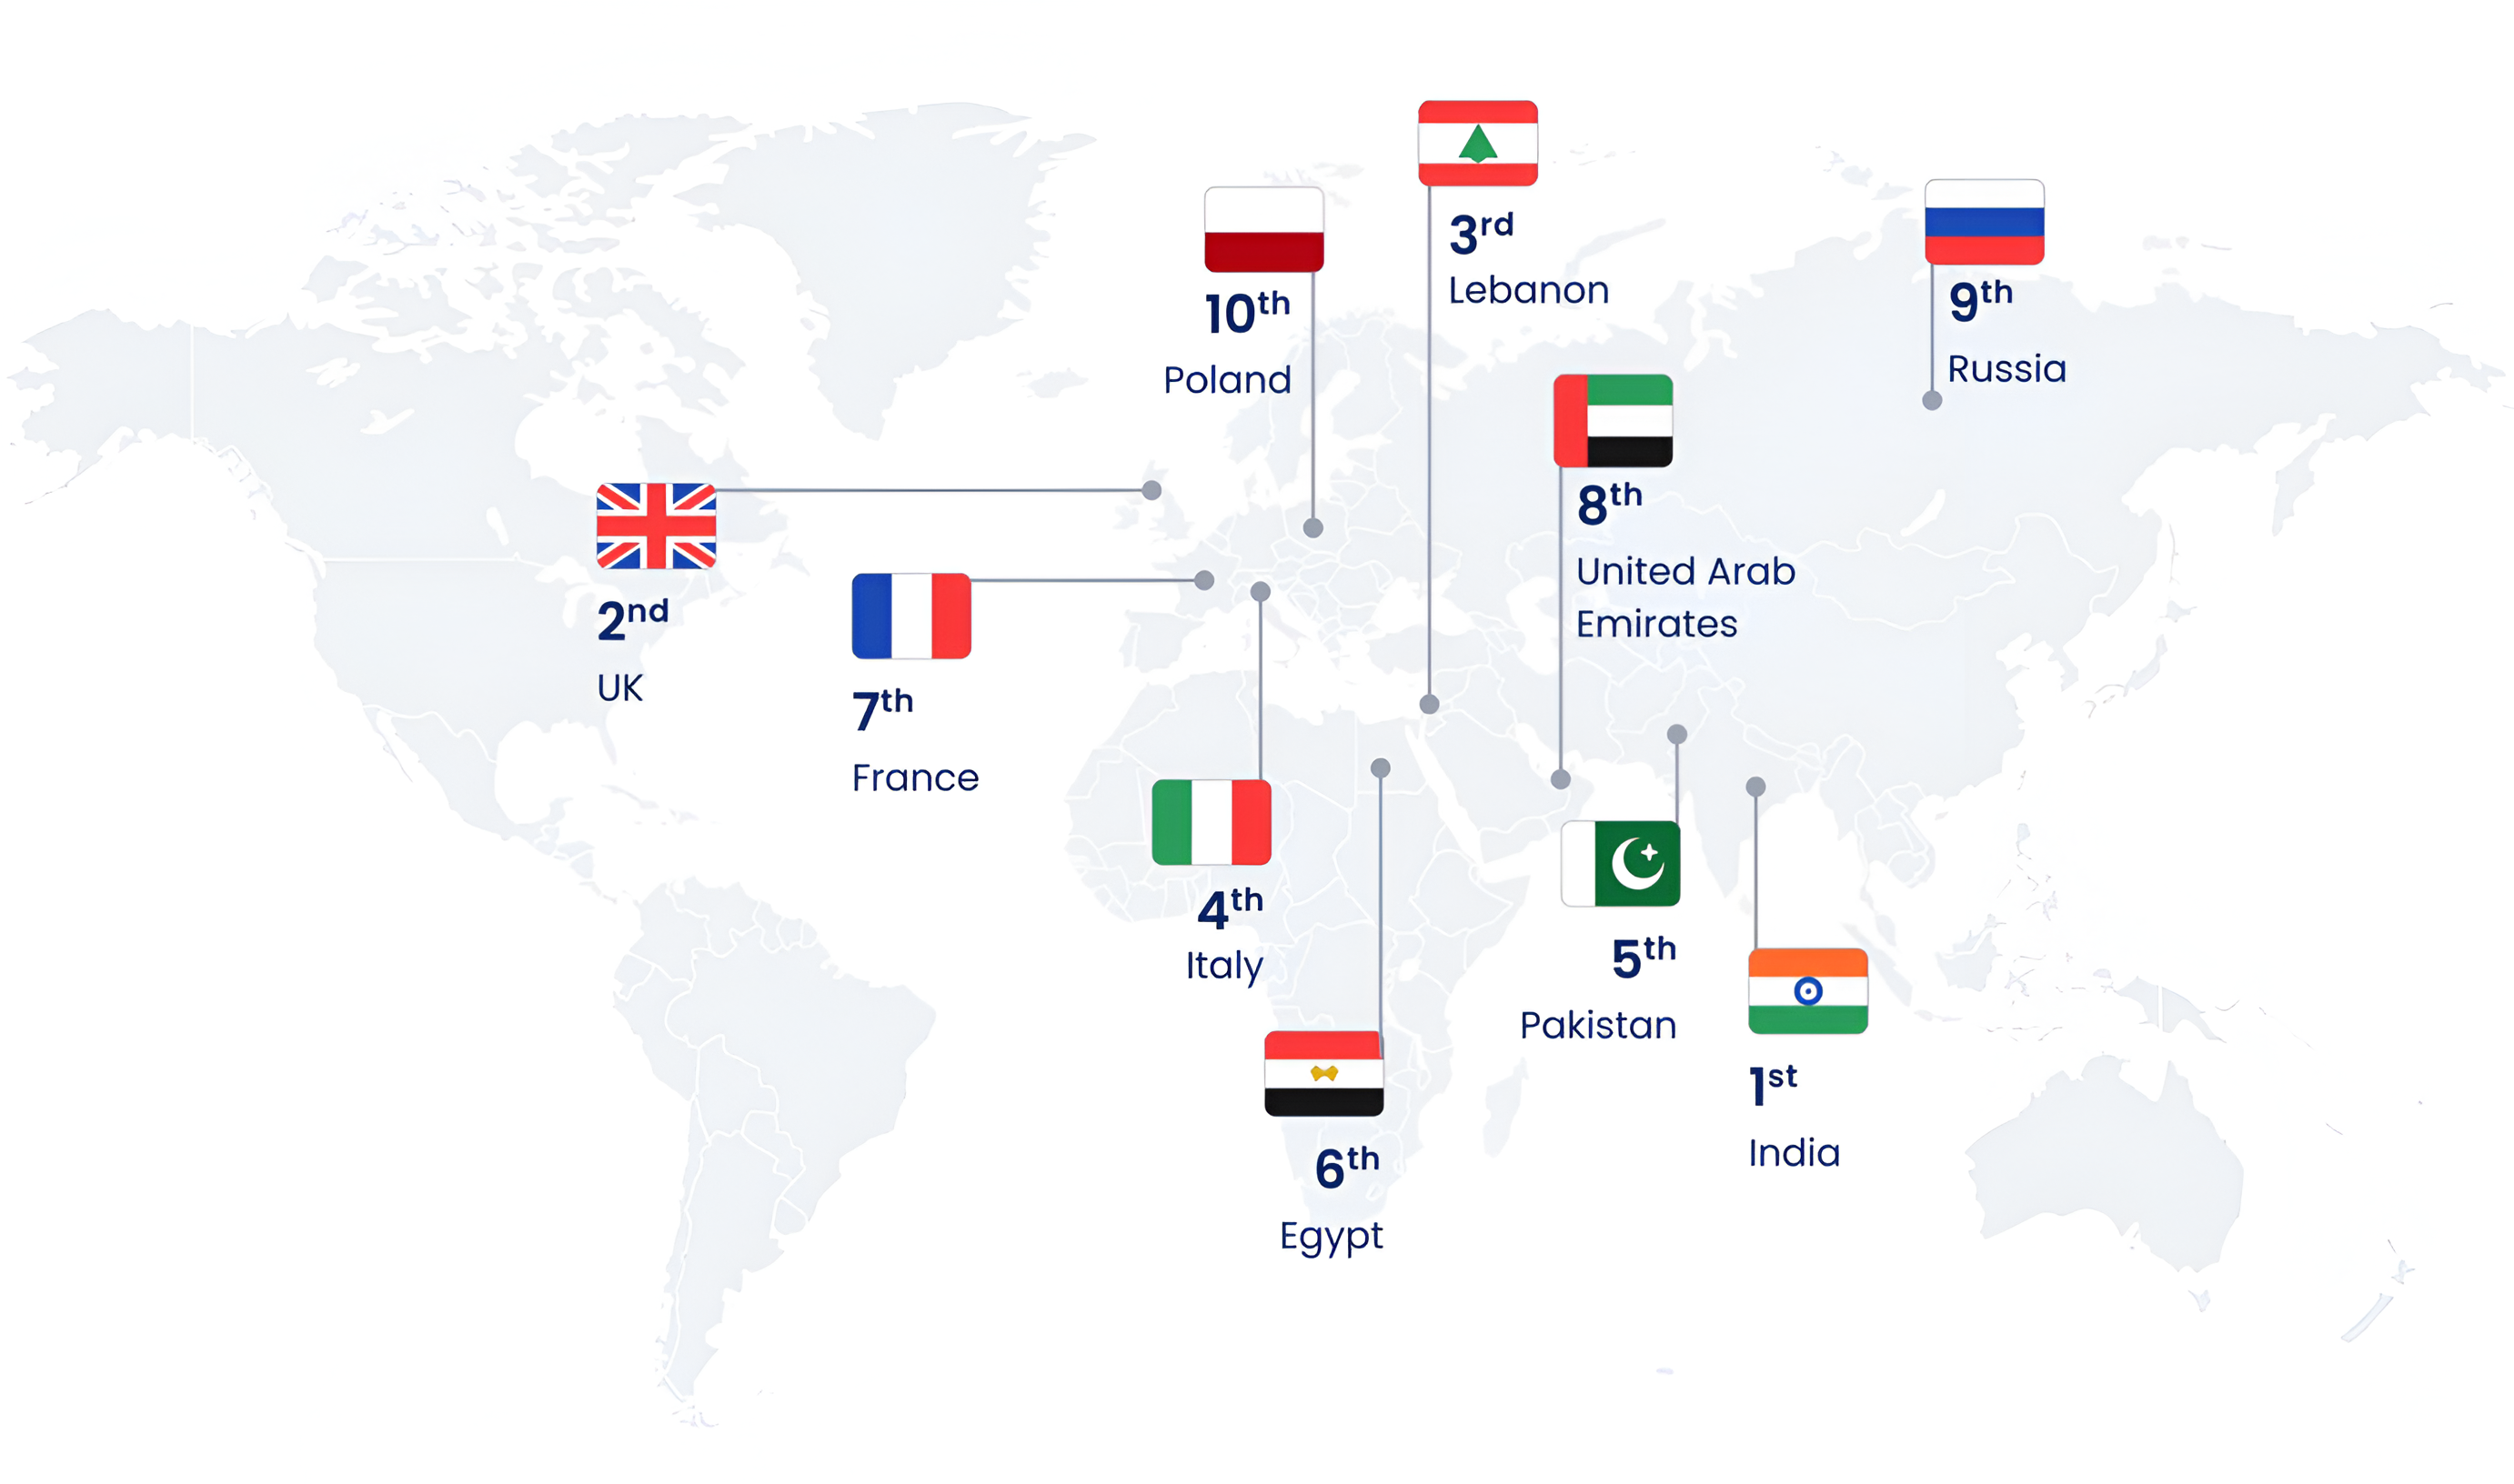 3rd
Lebanon
10th
Poland
9th
Russia
8th
United Arab
Emirates
2nd
UK
7th
France
4th
Italy
5th
Pakistan
1st
India
6th
Egypt